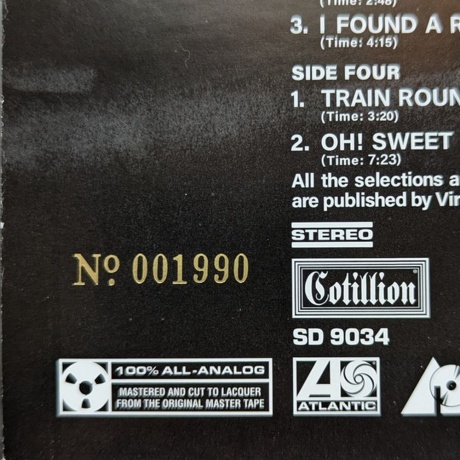 (Time: 2:48)
3. I FOUND A
(Time: 4:15)
SIDE FOUR
1. TRAIN ROUN
(Time: 3:20)
2. OH! SWEET
(Time: 7:23)
All the selections a
are published by Vir
STEREO
Nº 001990
Cotillion
SD 9034
100% ALL-ANALOG
MASTERED AND CUT TO LACQUER
FROM THE ORIGINAL MASTER TAPE
ATLANTIC